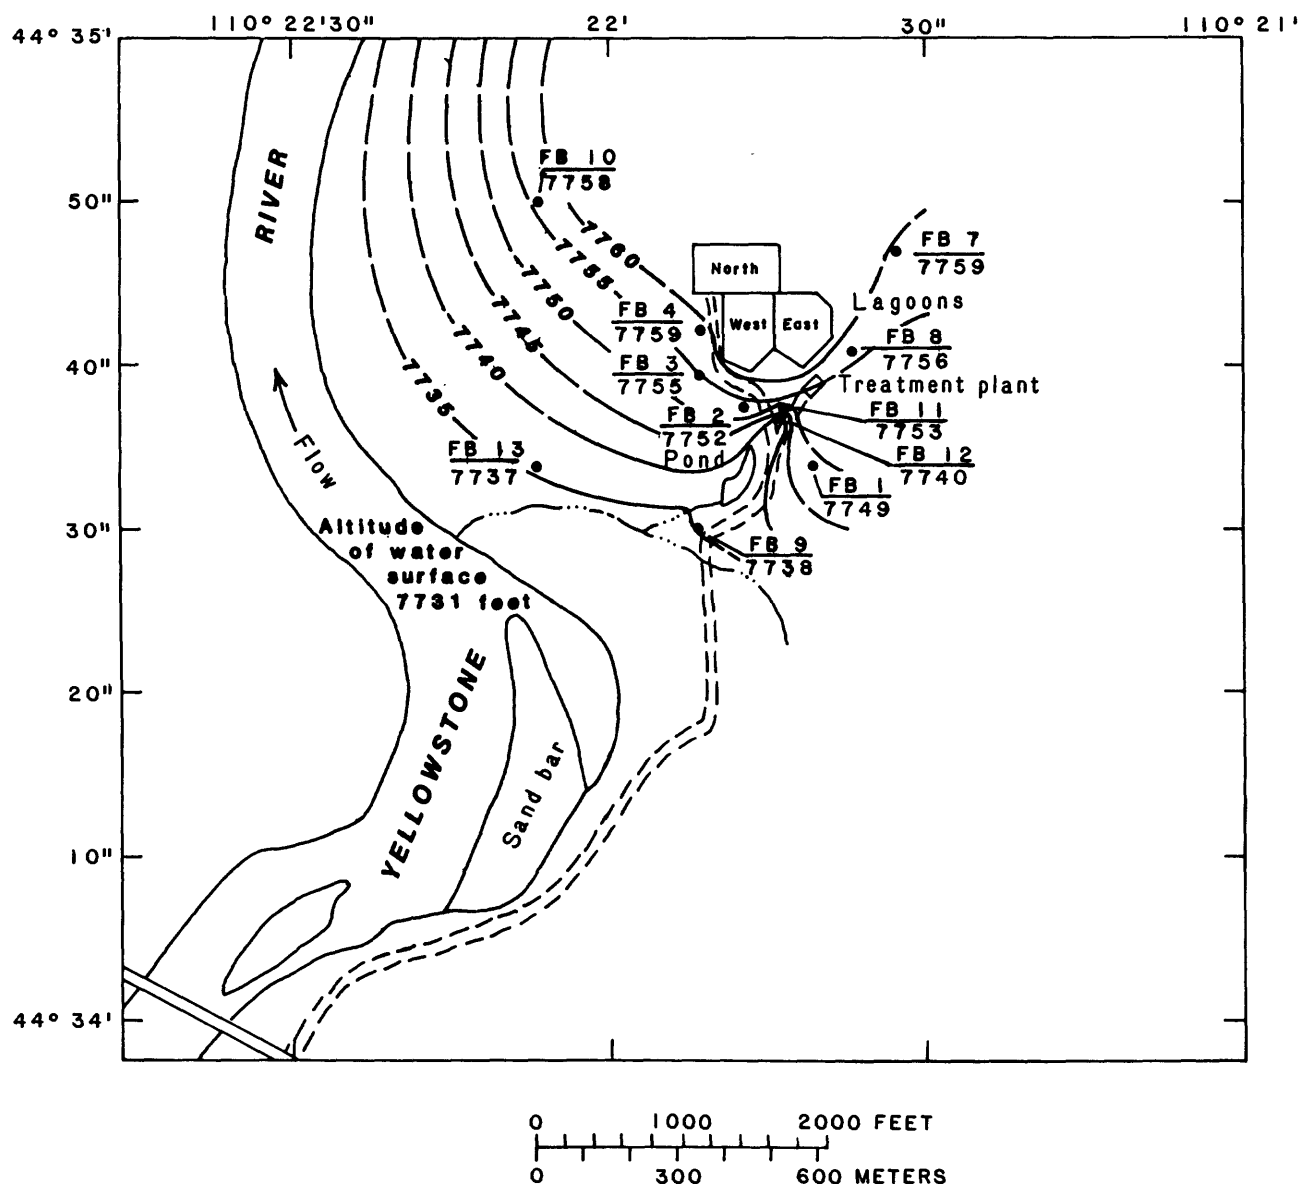 110° 22'30" 22' 30" 110° 21'
44° 35'
FB 10
7758
RIVER
50"
7760
FB 7
7759
7755
North
Lagoons
7750
FB 4
7759
West East
7745
FB 8
7756
7740
40"
FB 3
7755
Treatment plant
7735
FB 2
7752
FB 11
7753
Pond
FB 13
7737
FB 12
7740
Flow
FB 1
7749
30"
Altitude
of water
surface
7731 feet
FB 9
7738
20"
YELLOWSTONE
Sand bar
10"
44° 34'
0 1000 2000 FEET
0 300 600 METERS